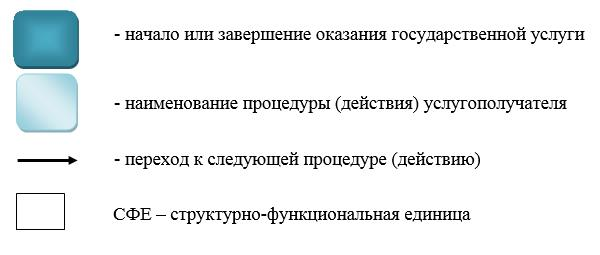 - начало или завершение оказания государственной услуги
- наименование процедуры (действия) услугополучателя
- переход к следующей процедуре (действию)
СФЕ – структурно-функциональная единица